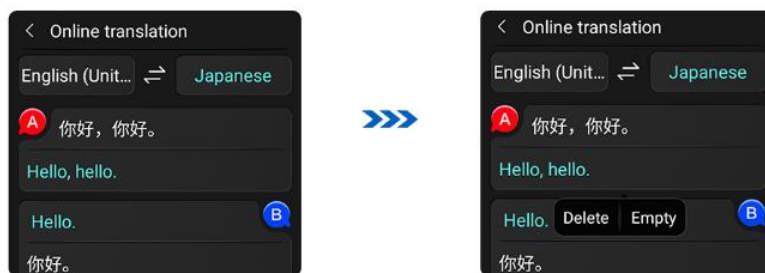 < Online translation
English (Unit... ⇌ Japanese
A 你好，你好。
Hello, hello.
Hello. B
你好。
< Online translation
English (Unit... ⇌ Japanese
A 你好，你好。
Hello, hello.
Hello. Delete Empty B
你好。